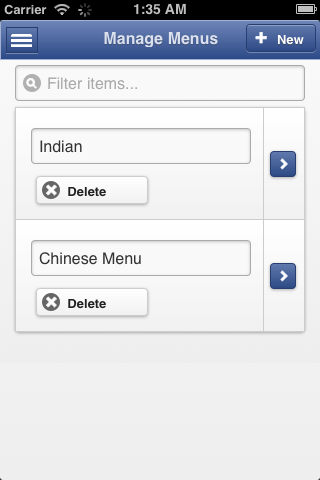 Carrier 1:35 AM
Manage Menus
New
Filter items...
Indian
Delete
Chinese Menu
Delete